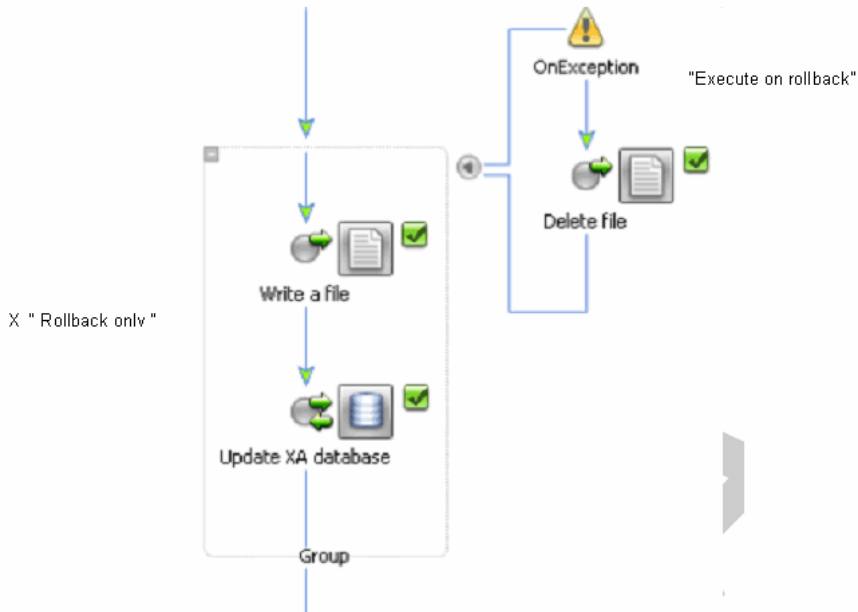 OnException
"Execute on rollback"
Delete file
Write a file
X " Rollback only "
Update XA database
Group